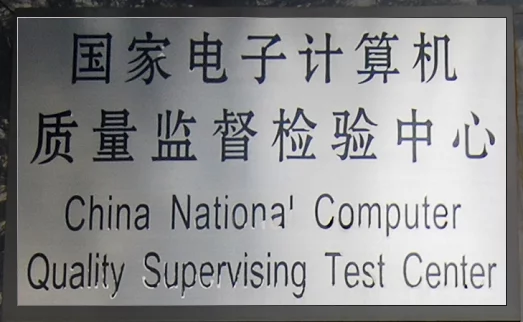 国家电子计算机
质量监督检验中心
China National Computer
Quality Supervising Test Center